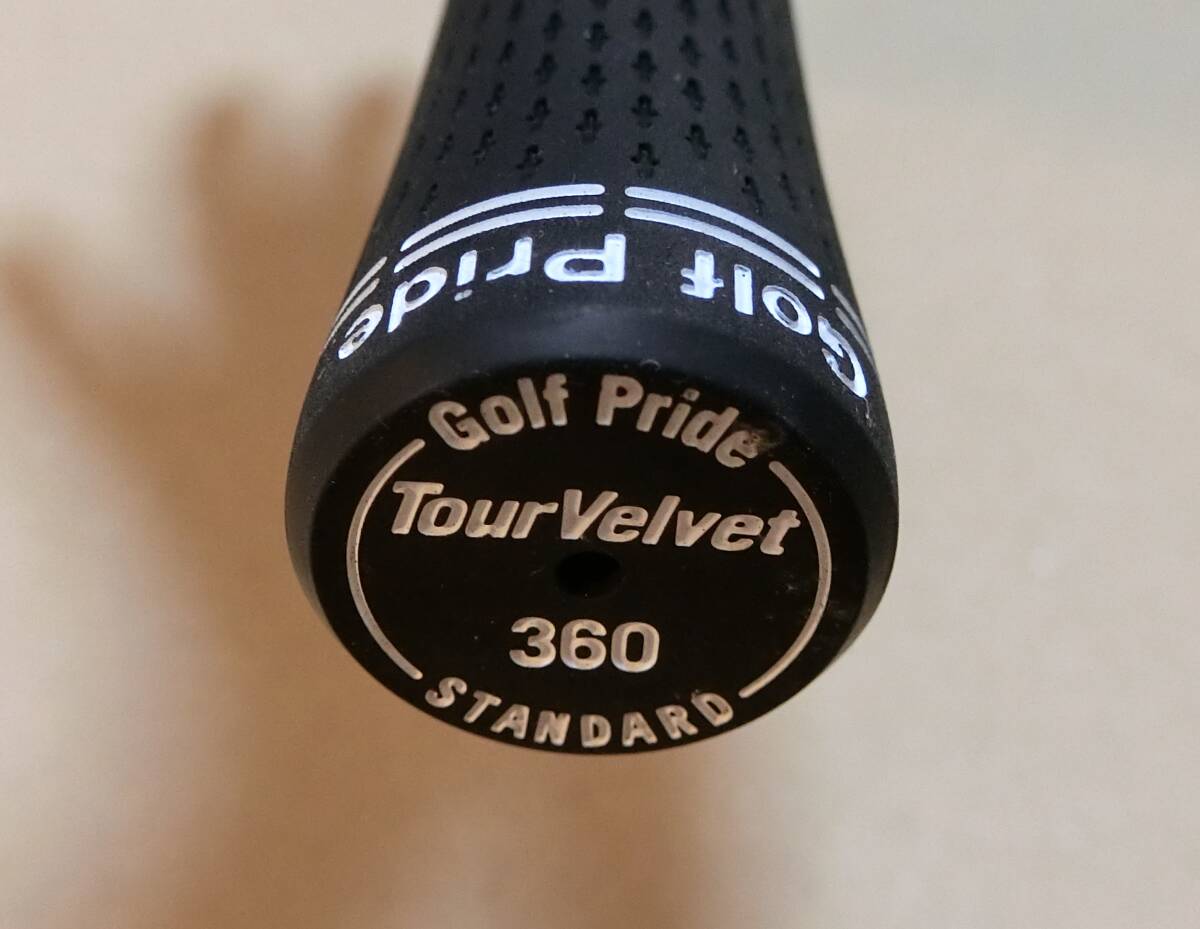 Golf Pride
Golf Pride
TourVelvet
360
STANDARD